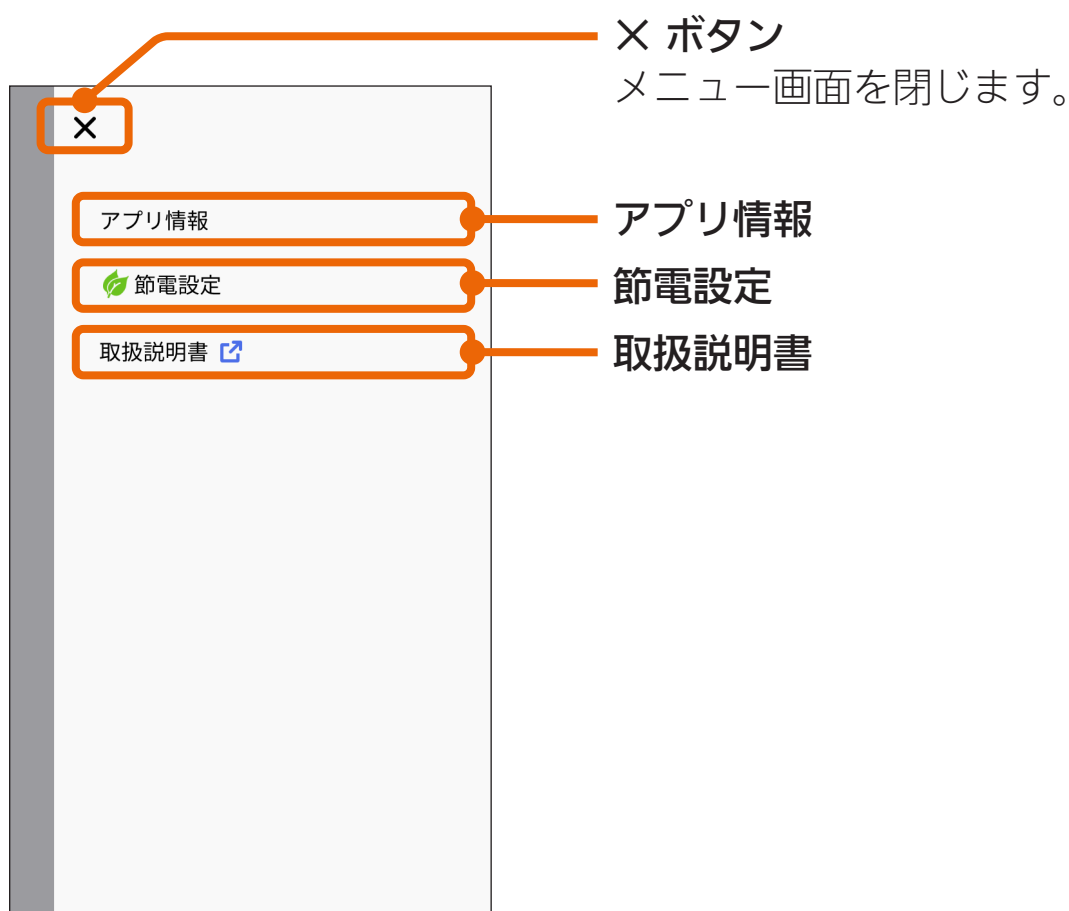 × ボタン
メニュー画面を閉じます。
×
アプリ情報
アプリ情報
節電設定
節電設定
取扱説明書
取扱説明書